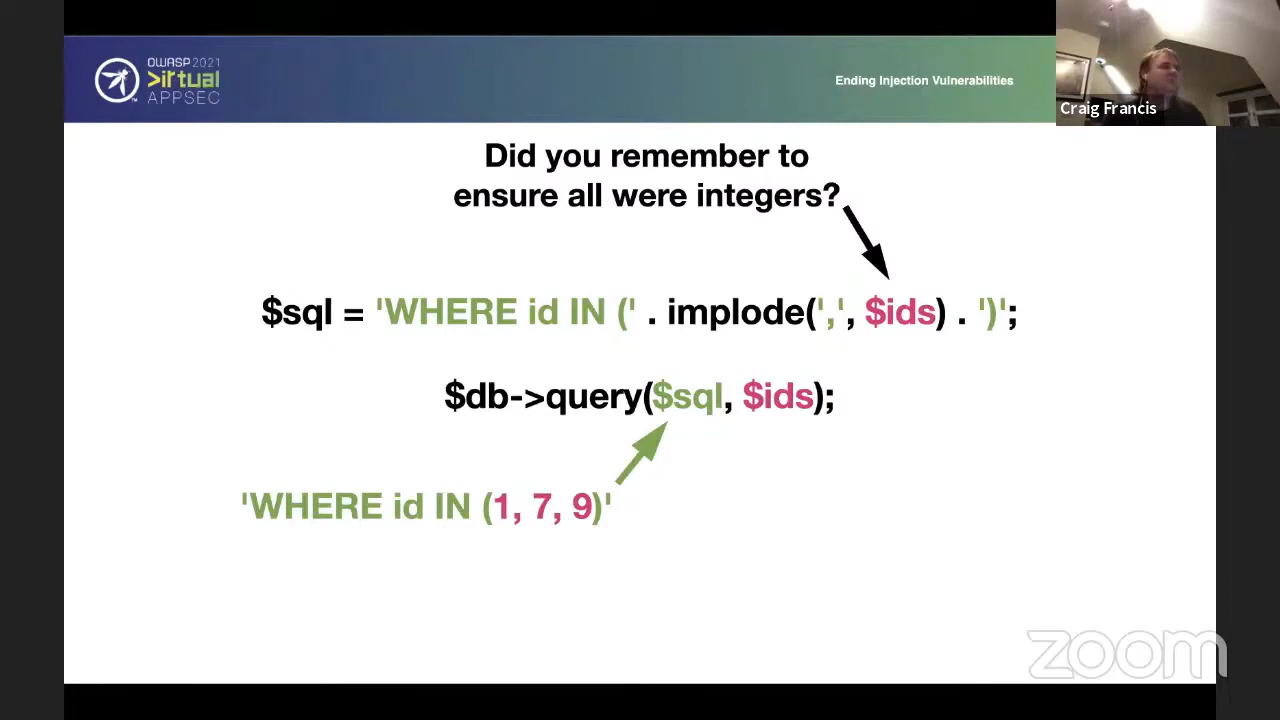 OWASP 2021
>irtual
APPSEC
Ending Injection Vulnerabilities
Craig Francis
Did you remember to
ensure all were integers?
$sql = 'WHERE id IN (' . implode(',', $ids) . ')';
$db->query($sql, $ids);
'WHERE id IN (1, 7, 9)'
zoom